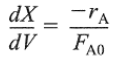 dX/dV = -r_A/F_A0